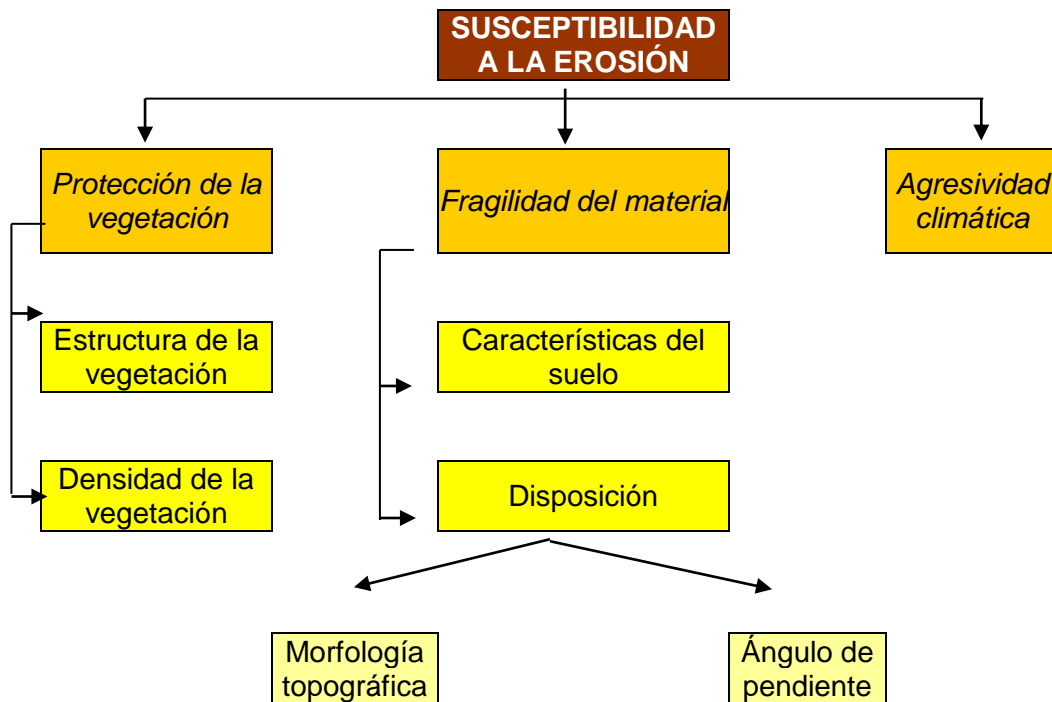 SUSCEPTIBILIDAD
A LA EROSIÓN
Protección de la
vegetación
Fragilidad del material
Agresividad
climática
Estructura de la
vegetación
Características del
suelo
Densidad de la
vegetación
Disposición
Morfología
topográfica
Ángulo de
pendiente